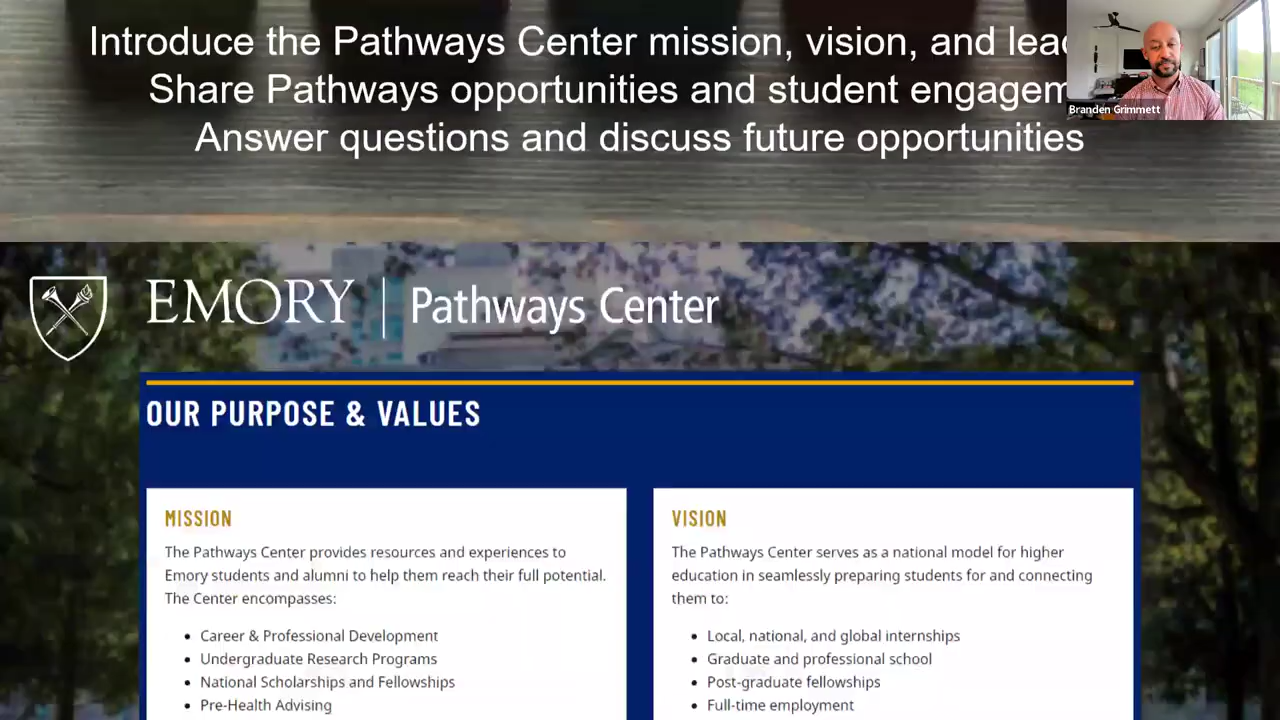 Introduce the Pathways Center mission, vision, and
Share Pathways opportunities and student
Answer questions and discuss future opportunities
Branden Grimmett
EMORY | Pathways Center
OUR PURPOSE & VALUES
MISSION
The Pathways Center provides resources and experiences to
Emory students and alumni to help them reach their full potential.
The Center encompasses:
• Career & Professional Development
• Undergraduate Research Programs
• National Scholarships and Fellowships
• Pre-Health Advising
VISION
The Pathways Center serves as a national model for higher
education in seamlessly preparing students for and connecting
them to:
• Local, national, and global internships
• Graduate and professional school
• Post-graduate fellowships
• Full-time employment